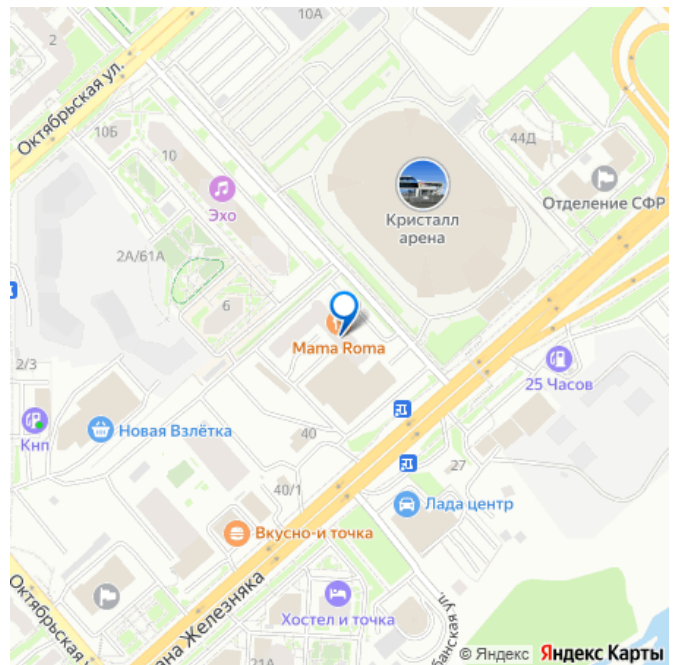 10А
2
Октябрьская ул.
10Б
10
44Д
Эхо
Кристалл
арена
Отделение СФР
2А/61А
6
Mama Roma
2/3
25 Часов
Кнп
Новая Взлётка
40
27
40/1
Лада центр
Вкусно-и точка
Октябрьская
ана Железняка
Хостел и точка
банская ул.
21А
© Яндекс Яндекс Карты